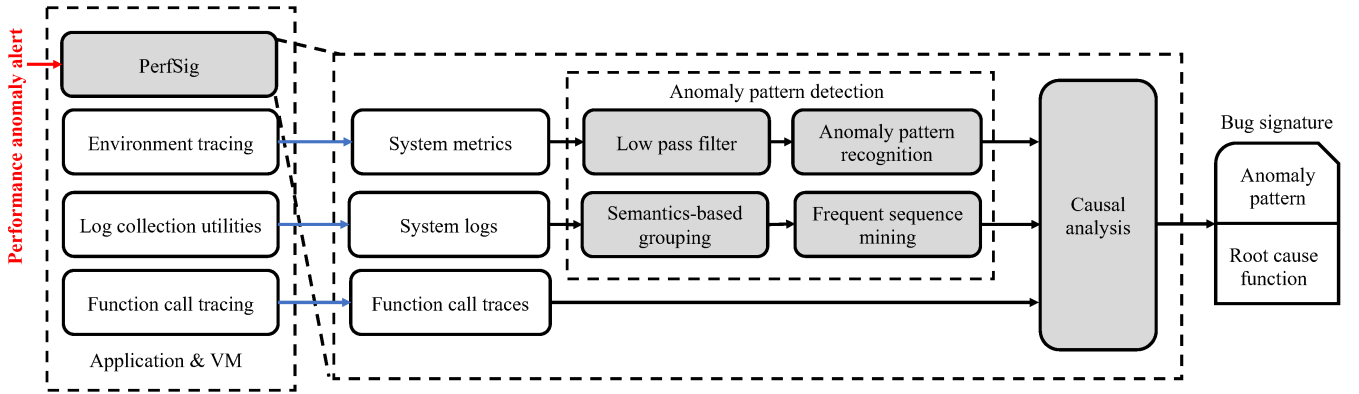 Performance anomaly alert
PerfSig
Environment tracing
Log collection utilities
Function call tracing
Application & VM
System metrics
System logs
Function call traces
Anomaly pattern detection
Low pass filter
Anomaly pattern
recognition
Semantics-based
grouping
Frequent sequence
mining
Causal
analysis
Bug signature
Anomaly
pattern
Root cause
function